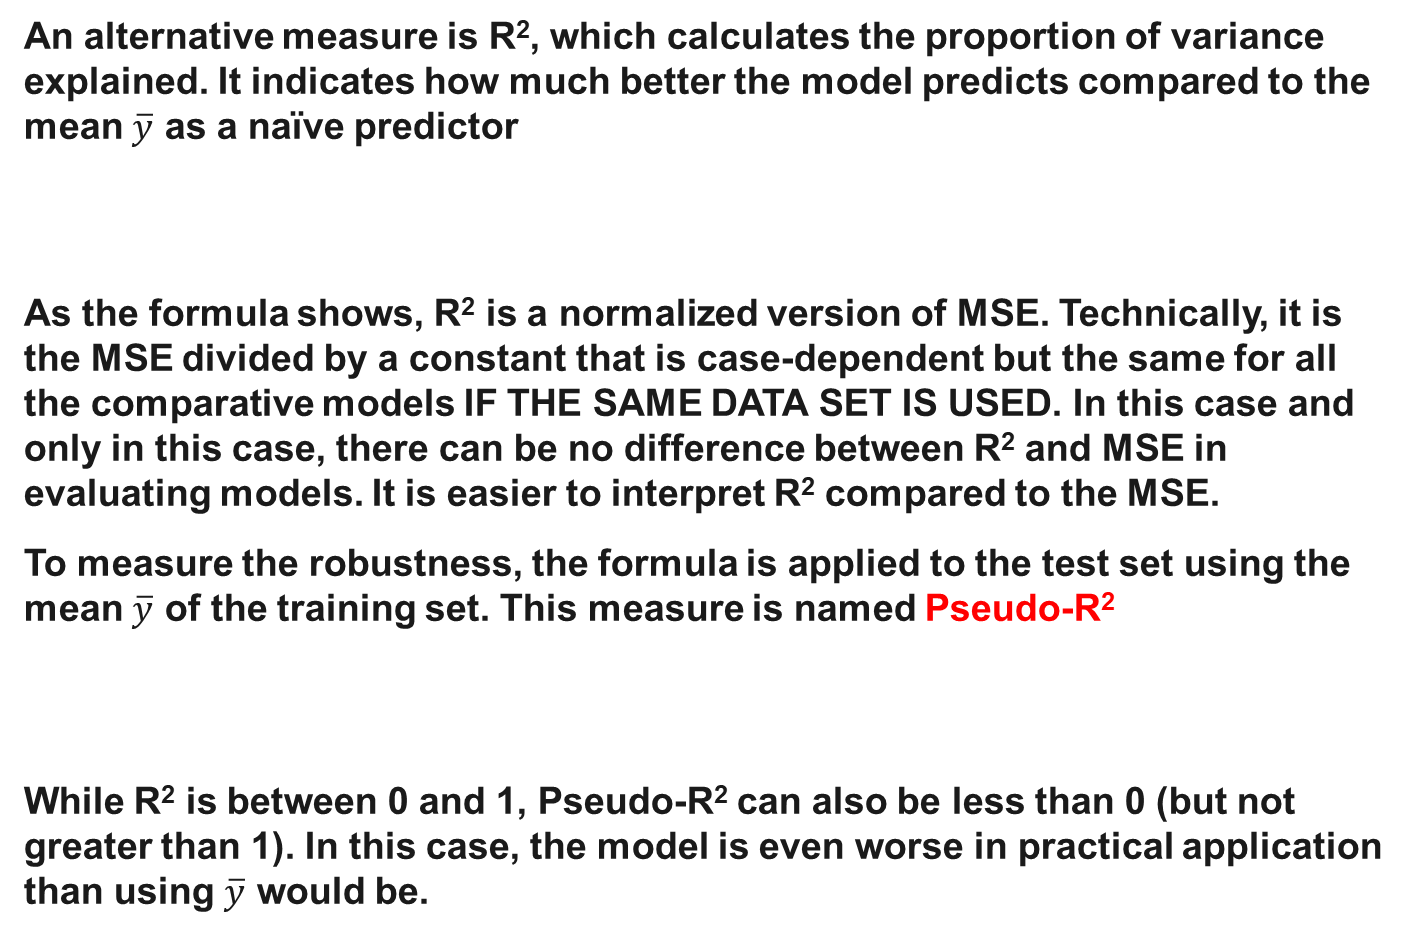 An alternative measure is R², which calculates the proportion of variance
explained. It indicates how much better the model predicts compared to the
mean ȳ as a naïve predictor
As the formula shows, R² is a normalized version of MSE. Technically, it is
the MSE divided by a constant that is case-dependent but the same for all
the comparative models IF THE SAME DATA SET IS USED. In this case and
only in this case, there can be no difference between R² and MSE in
evaluating models. It is easier to interpret R² compared to the MSE.
To measure the robustness, the formula is applied to the test set using the
mean ȳ of the training set. This measure is named Pseudo-R²
While R² is between 0 and 1, Pseudo-R² can also be less than 0 (but not
greater than 1). In this case, the model is even worse in practical application
than using ȳ would be.